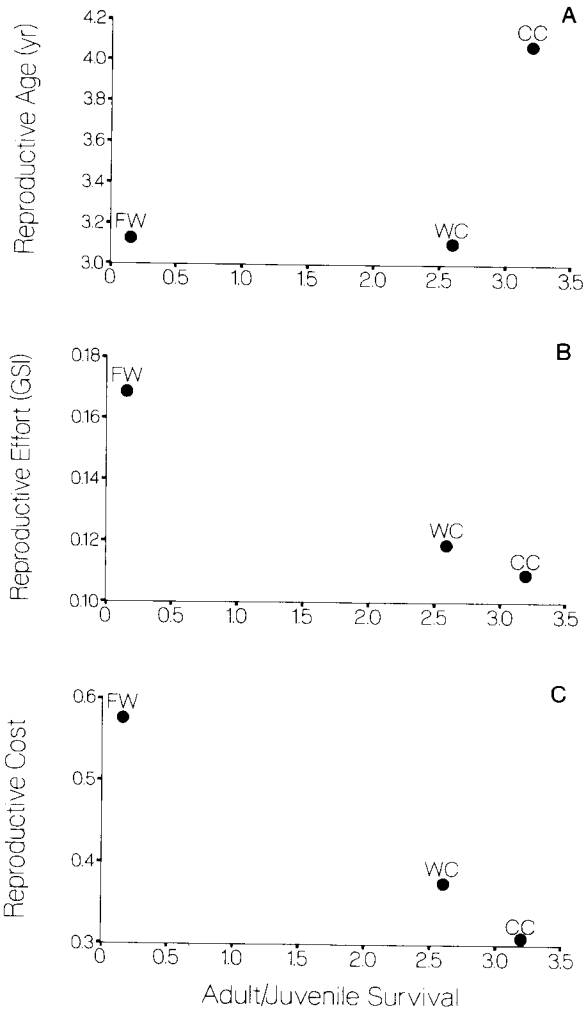 A
Reproductive Age (yr)
4.2
4.0
3.8
3.6
3.4
3.2
3.0
CC
FW
WC
0 0.5 1.0 1.5 2.0 2.5 3.0 3.5
B
Reproductive Effort (GSI)
0.18
0.16
0.14
0.12
0.10
FW
WC
CC
0 0.5 1.0 1.5 2.0 2.5 3.0 3.5
C
Reproductive Cost
0.6
0.5
0.4
0.3
FW
WC
CC
0 0.5 1.0 1.5 2.0 2.5 3.0 3.5
Adult/Juvenile Survival